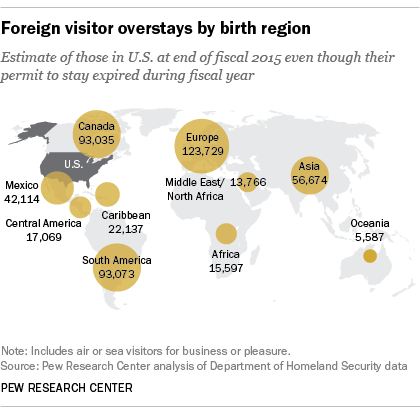 Foreign visitor overstays by birth region
Estimate of those in U.S. at end of fiscal 2015 even though their
permit to stay expired during fiscal year
Canada
93,035
U.S.
Europe
123,729
Asia
56,674
Mexico
42,114
Middle East/ 13,766
North Africa
Central America
17,069
Caribbean
22,137
Oceania
5,587
South America
93,073
Africa
15,597
Note: Includes air or sea visitors for business or pleasure.
Source: Pew Research Center analysis of Department of Homeland Security data
PEW RESEARCH CENTER